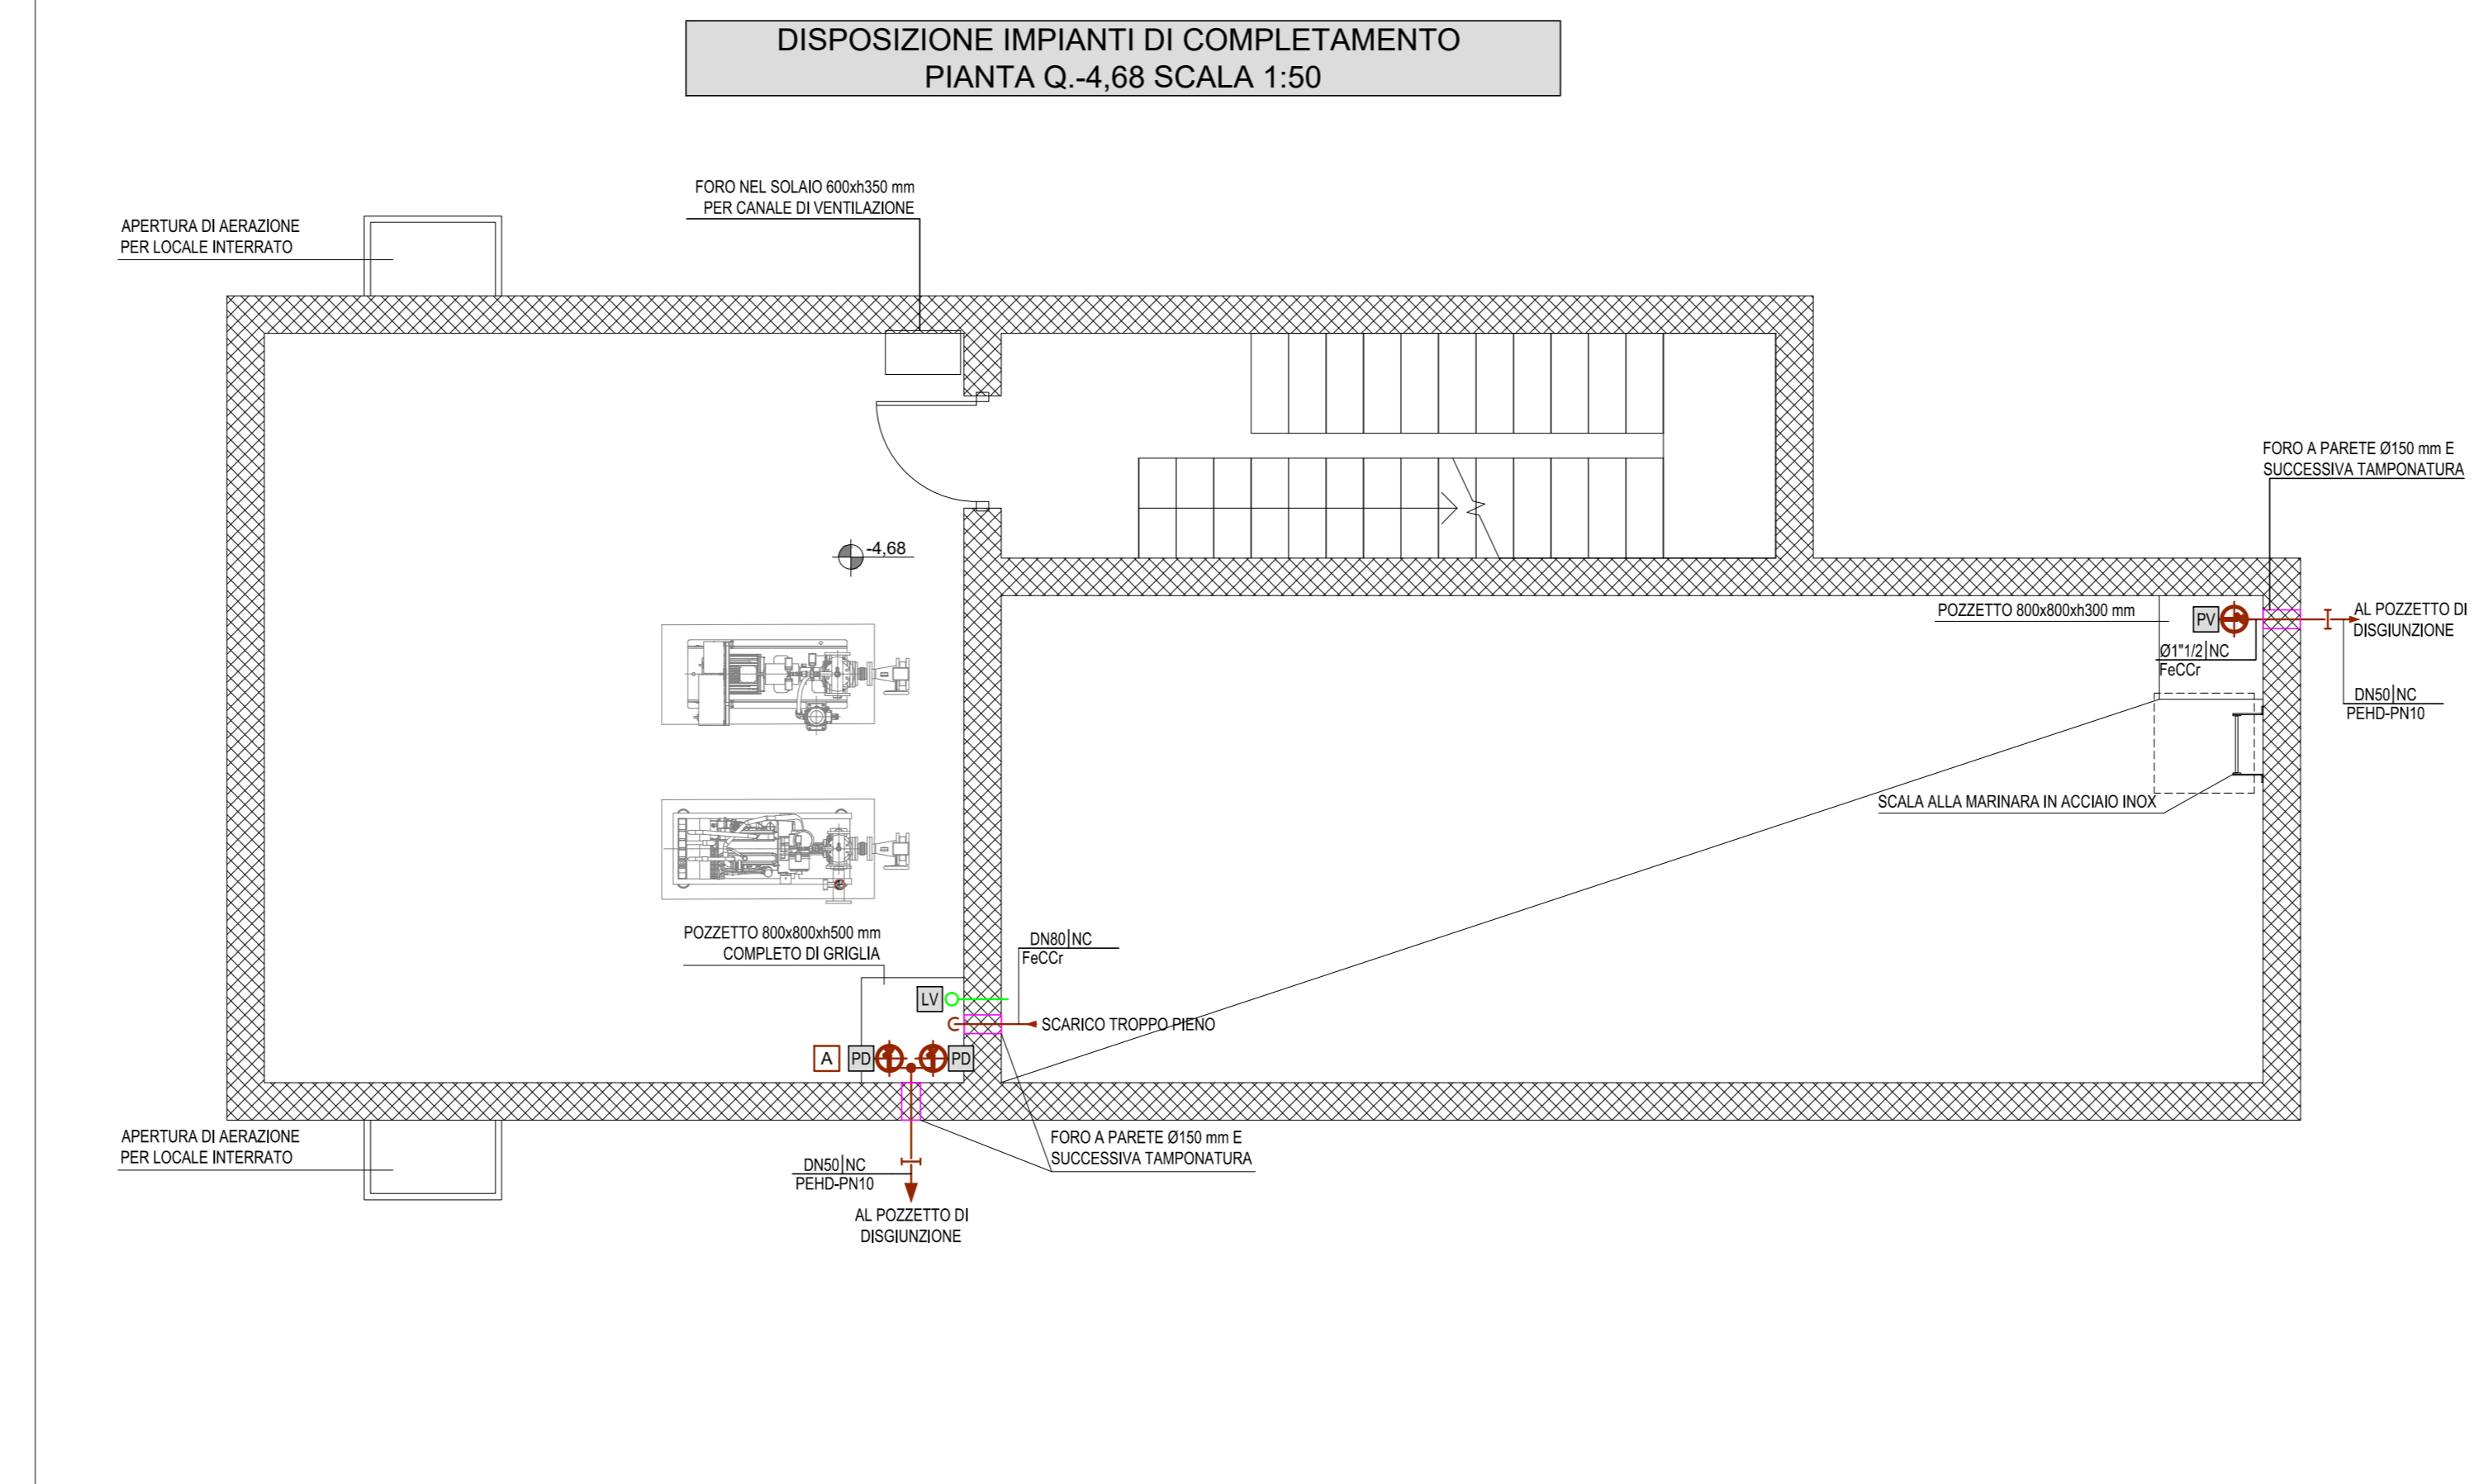 DISPOSIZIONE IMPIANTI DI COMPLETAMENTO
PIANTA Q.-4,68 SCALA 1:50
FORO NEL SOLAIO 600xh350 mm
PER CANALE DI VENTILAZIONE
APERTURA DI AERAZIONE
PER LOCALE INTERRATO
FORO A PARETE Ø150 mm E
SUCCESSIVA TAMPONATURA
-4,68
POZZETTO 800x800xh300 mm
PV
AL POZZETTO DI
DISGIUNZIONE
Ø1"1/2|NC
FeCCr
DN50|NC
PEHD-PN10
SCALA ALLA MARINARA IN ACCIAIO INOX
POZZETTO 800x800xh500 mm
COMPLETO DI GRIGLIA
DN80|NC
FeCCr
LV
SCARICO TROPPO PIENO
A
PD
PD
APERTURA DI AERAZIONE
PER LOCALE INTERRATO
FORO A PARETE Ø150 mm E
SUCCESSIVA TAMPONATURA
DN50|NC
PEHD-PN10
AL POZZETTO DI
DISGIUNZIONE